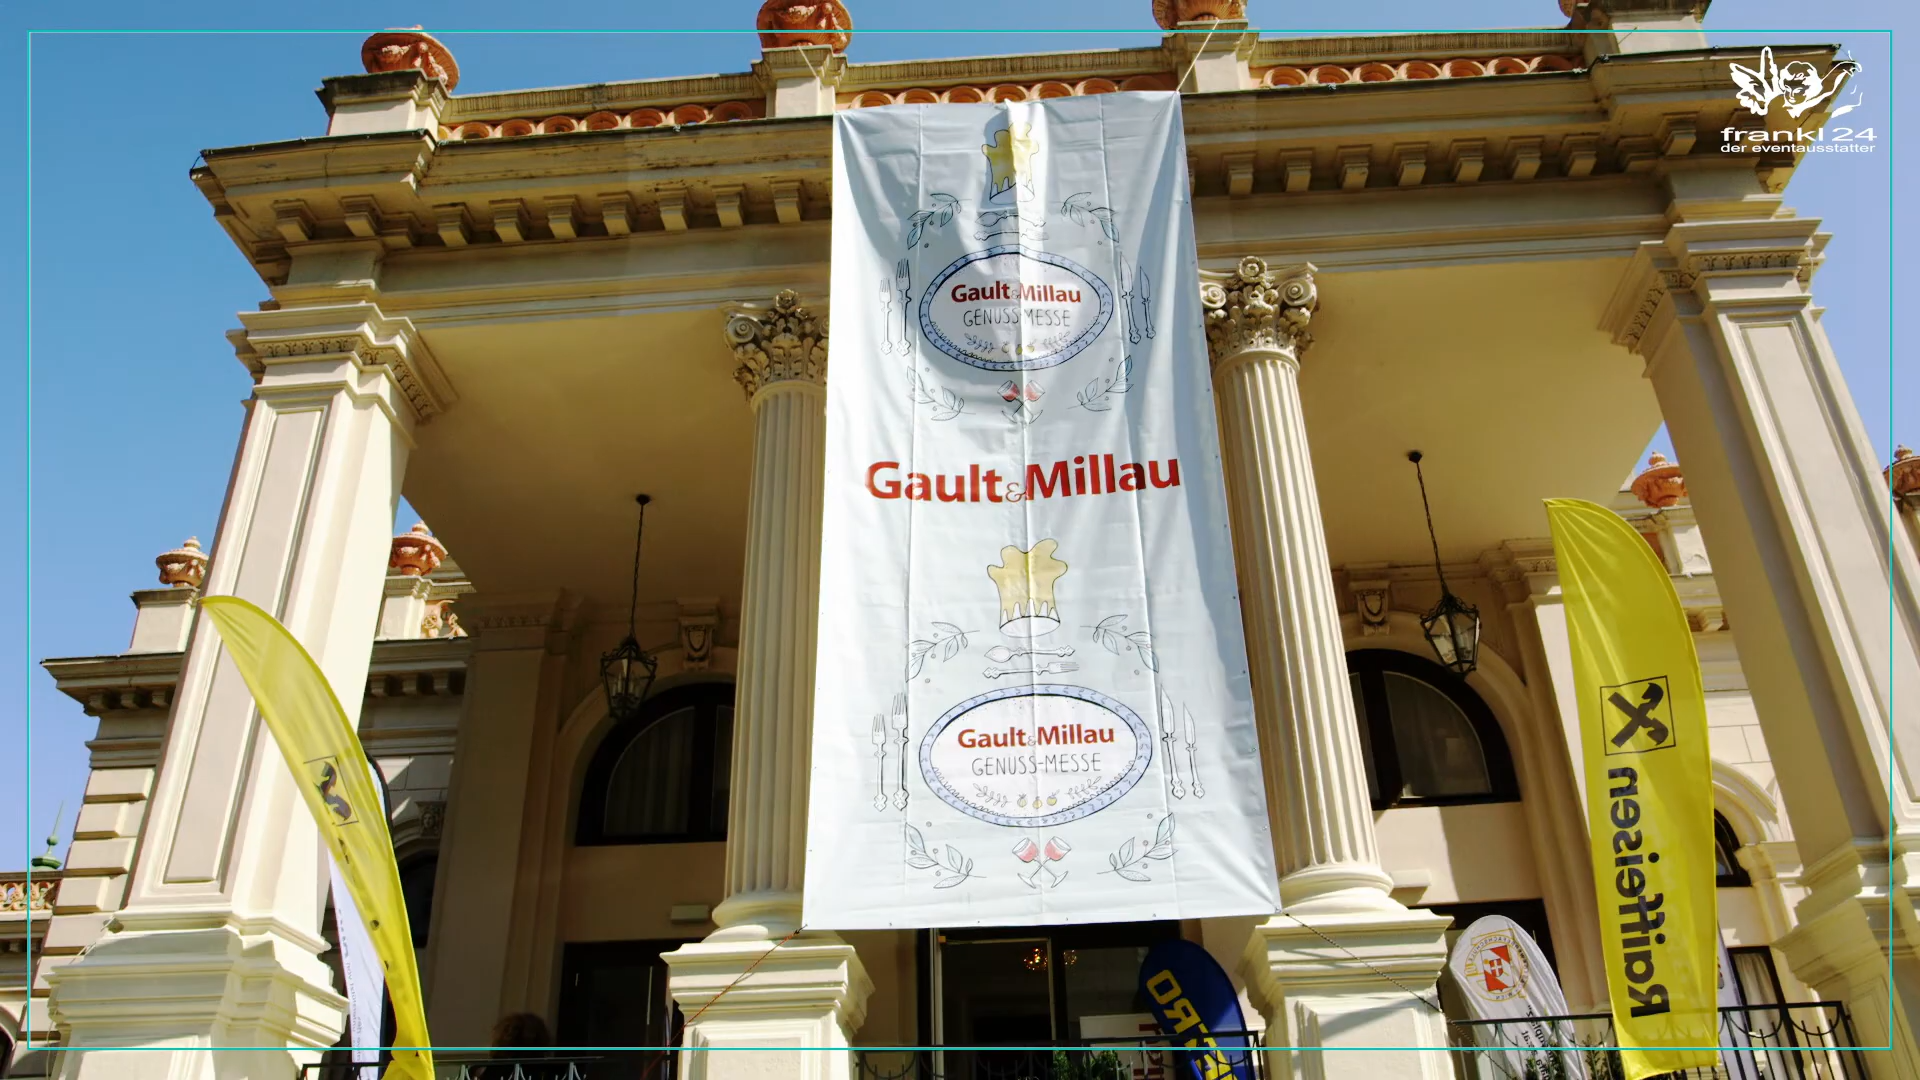 frankl 24
der eventausstatter
Gault&Millau
GENUSS-MESSE
Gault&Millau
Gault&Millau
GENUSS-MESSE
Raiffeisen